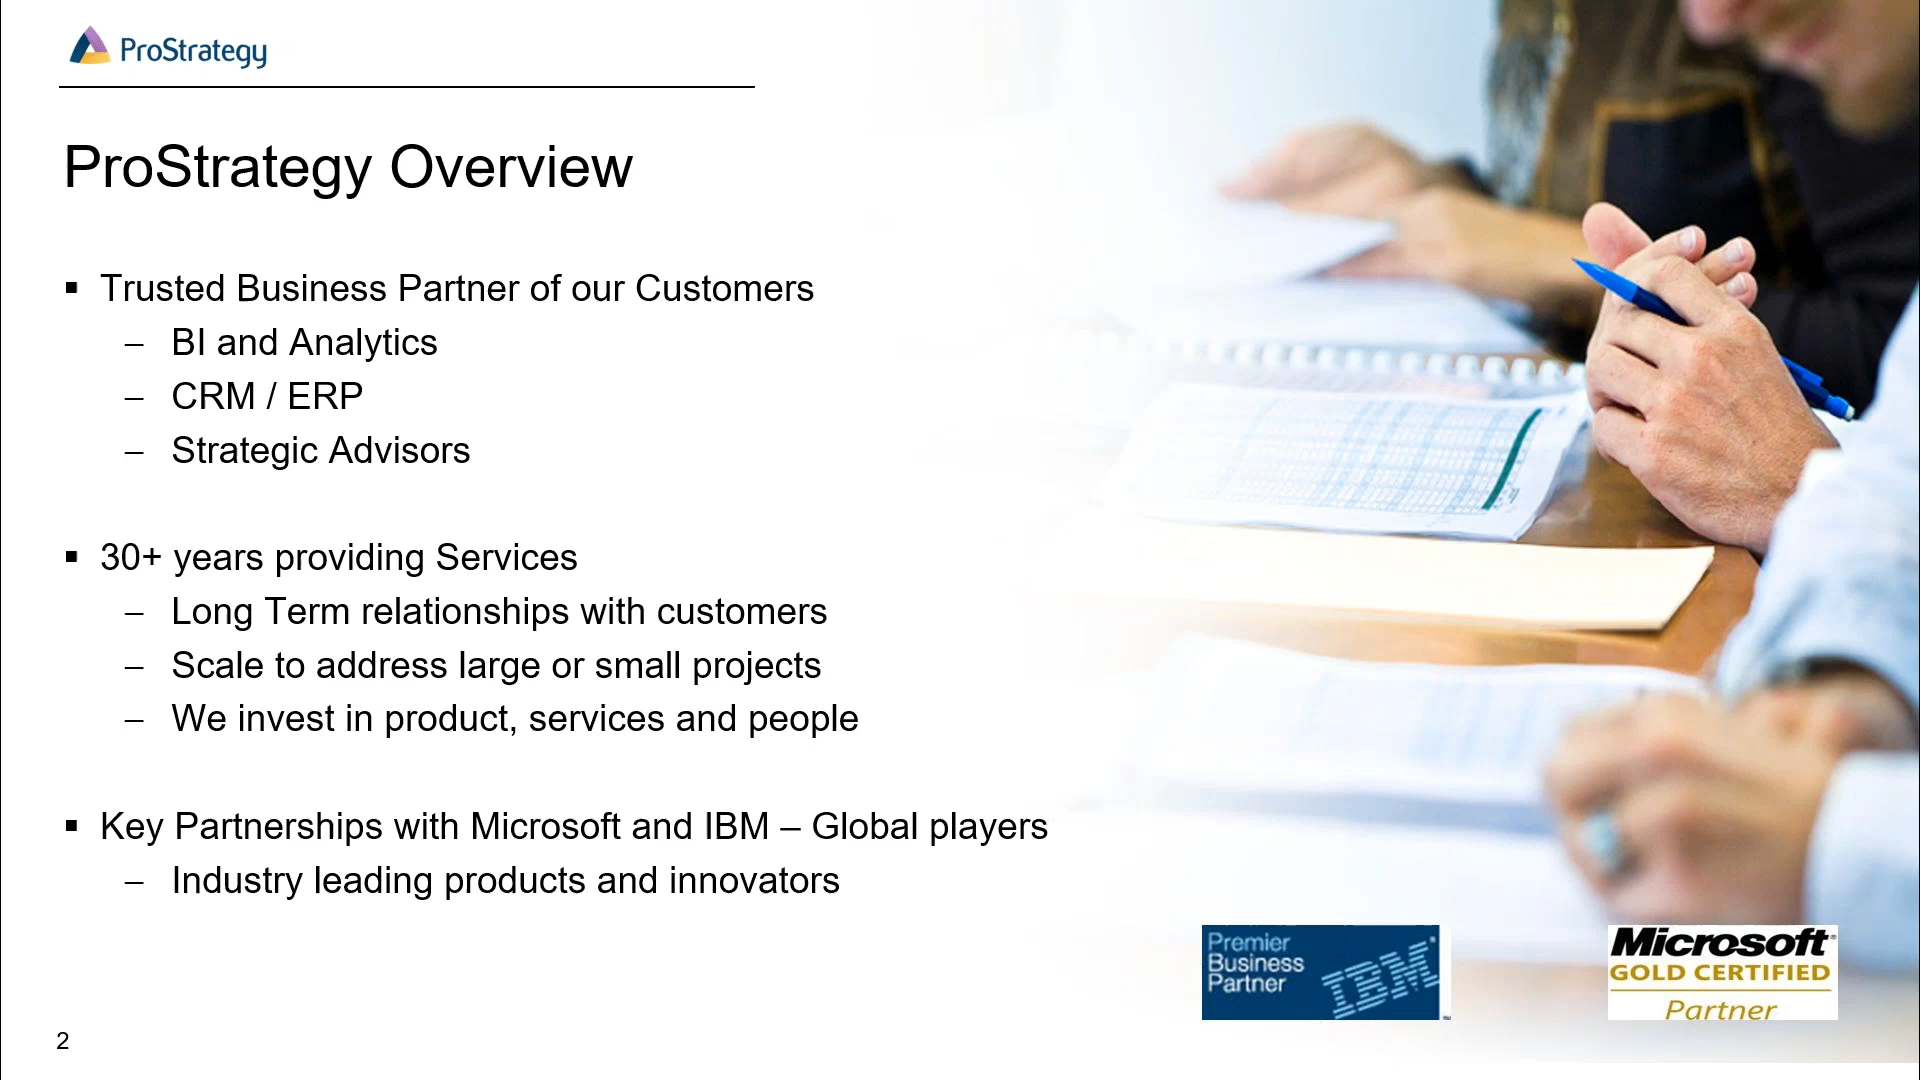 ProStrategy
ProStrategy Overview
▪ Trusted Business Partner of our Customers
– BI and Analytics
– CRM / ERP
– Strategic Advisors
▪ 30+ years providing Services
– Long Term relationships with customers
– Scale to address large or small projects
– We invest in product, services and people
▪ Key Partnerships with Microsoft and IBM – Global players
– Industry leading products and innovators
Premier
Business
Partner
IBM®
Microsoft®
GOLD CERTIFIED
Partner
2